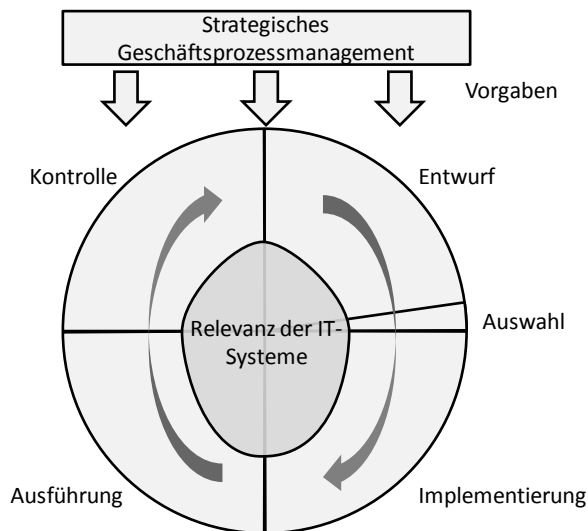 Strategisches
Geschäftsprozessmanagement
Vorgaben
Kontrolle
Entwurf
Auswahl
Relevanz der IT-
Systeme
Ausführung
Implementierung